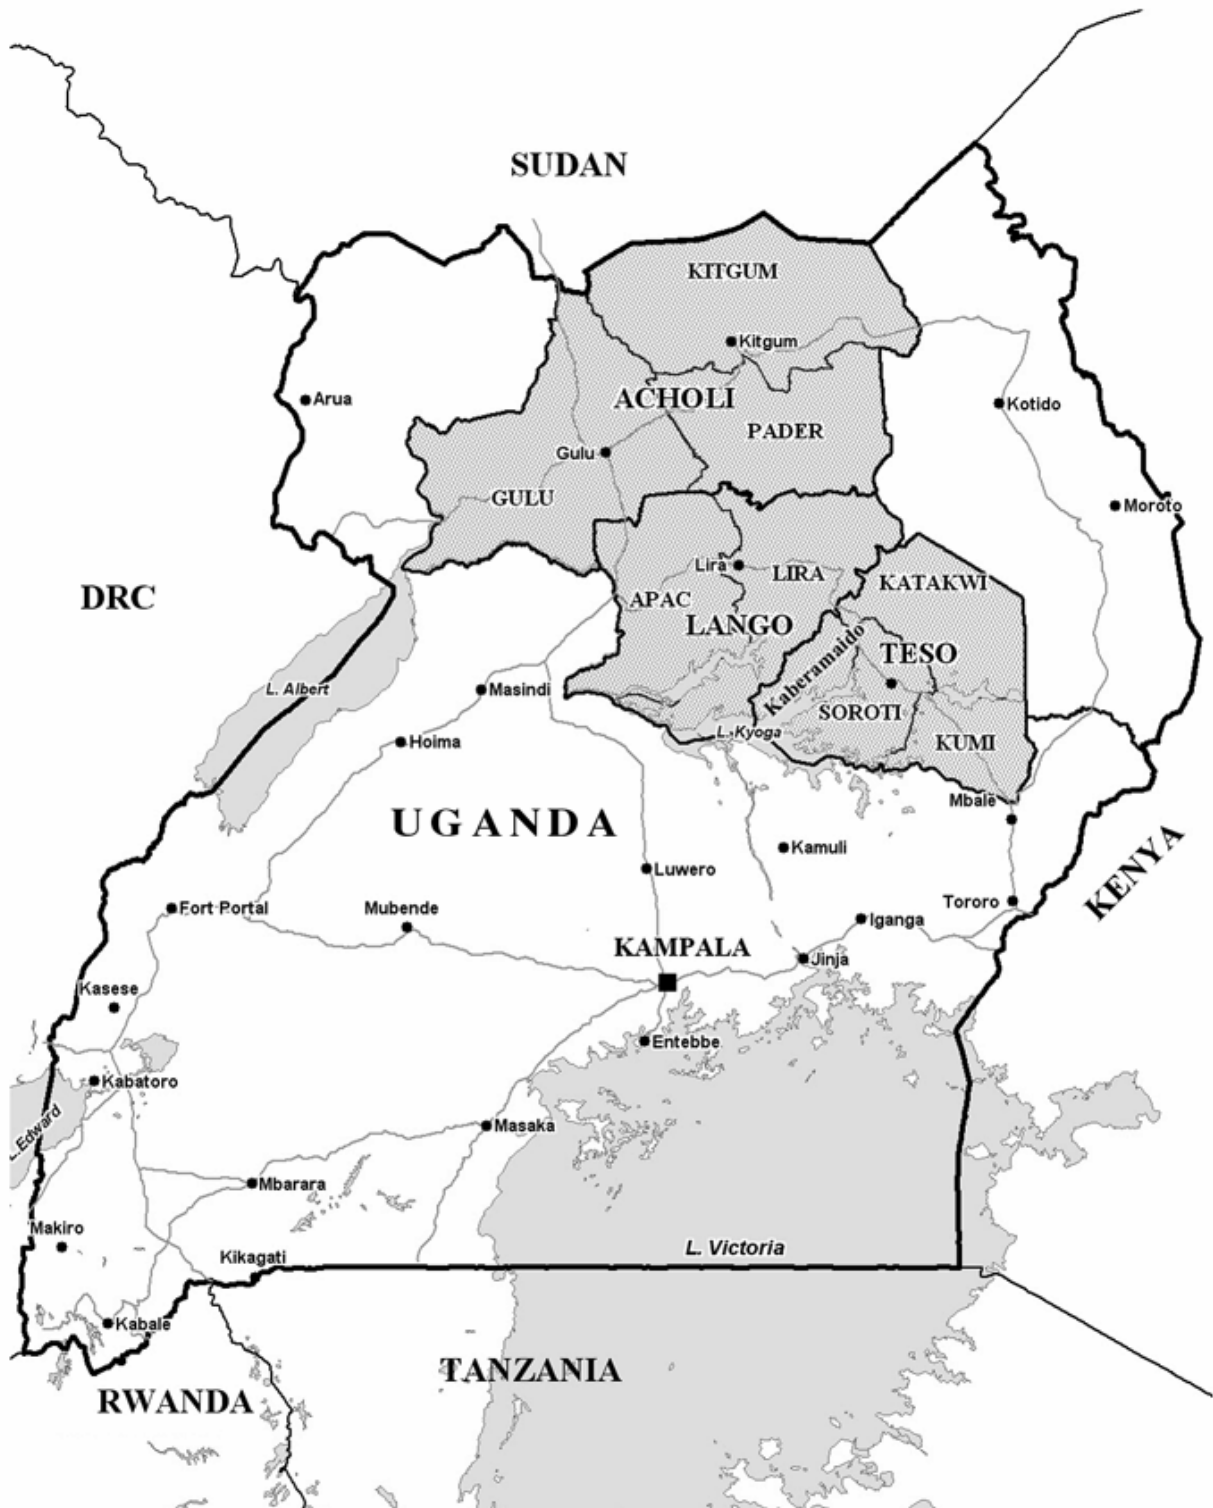 SUDAN
KITGUM
Kitgum
Arua
ACHOLI
Kotido
PADER
Gulu
GULU
Moroto
Lira
LIRA
KATAKWI
DRC
APAC
LANGO
Kaberamaido
TESO
L. Albert
Masindi
SOROTI
L. Kyoga
Hoima
KUMI
Mbale
UGANDA
Kamuli
KENYA
Luwero
Fort Portal
Mubende
Tororo
Iganga
KAMPALA
Jinja
Kasese
Entebbe
Kabatoro
L.Edward
Masaka
Mbarara
Makiro
L. Victoria
Kikagati
Kabale
TANZANIA
RWANDA